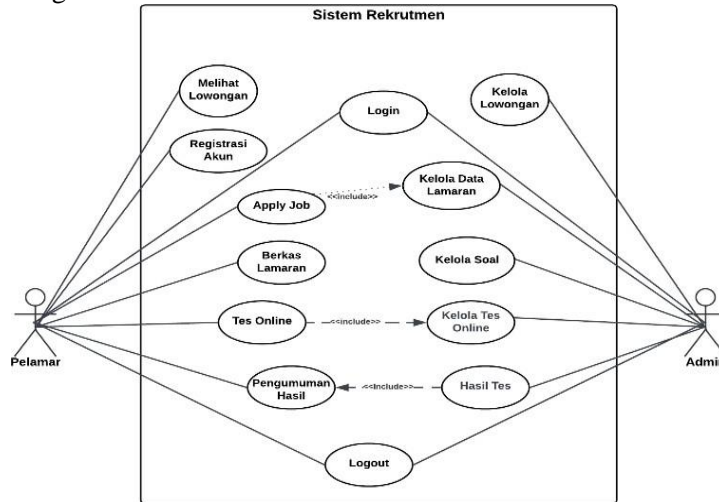 Sistem Rekrutmen
Melihat
Lowongan
Kelola
Lowongan
Login
Registrasi
Akun
Kelola Data
Lamaran
Apply Job
<<include>>
Berkas
Lamaran
Kelola Soal
Tes Online
<<include>>
Kelola Tes
Online
Pelamar
Admin
Pengumuman
Hasil
<<include>>
Hasil Tes
Logout